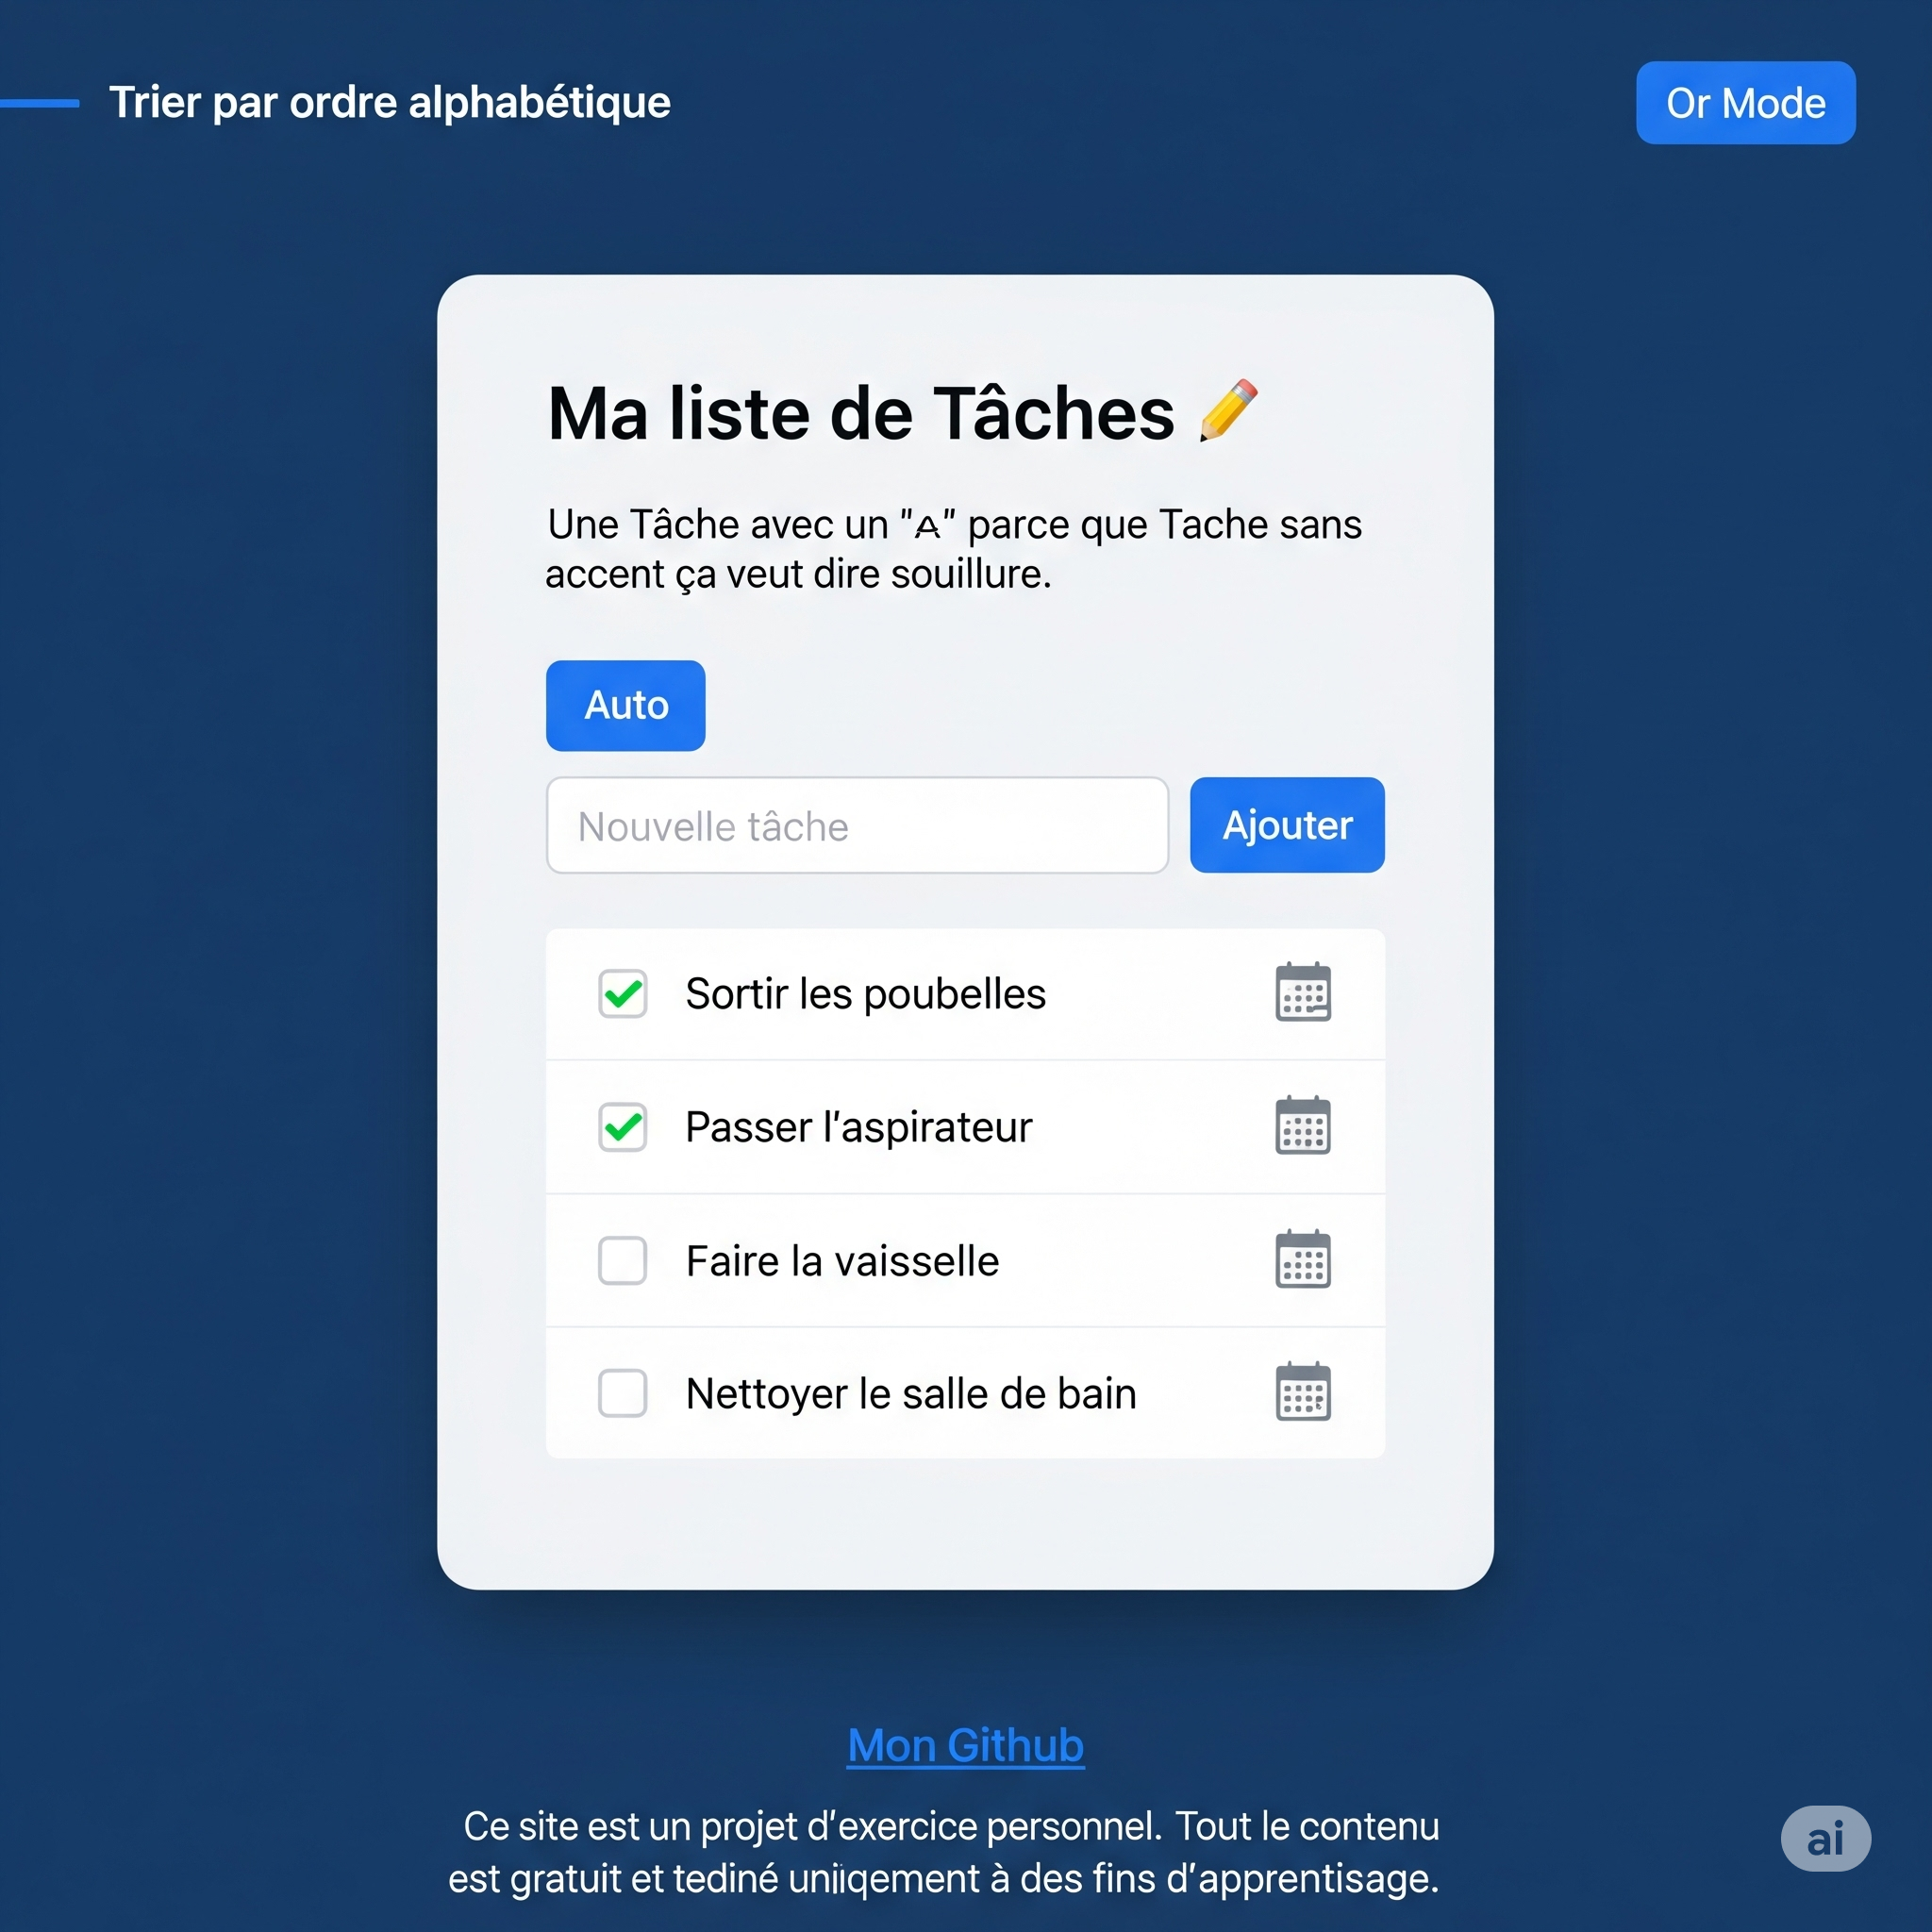 Trier par ordre alphabétique
Or Mode
Ma liste de Tâches
Une Tâche avec un "A" parce que Tache sans
accent ça veut dire souillure.
Auto
Nouvelle tâche
Ajouter
Sortir les poubelles
Passer l'aspirateur
Faire la vaisselle
Nettoyer le salle de bain
Mon Github
Ce site est un projet d'exercice personnel. Tout le contenu
est gratuit et tediné à des fins d'apprentisage.
ai